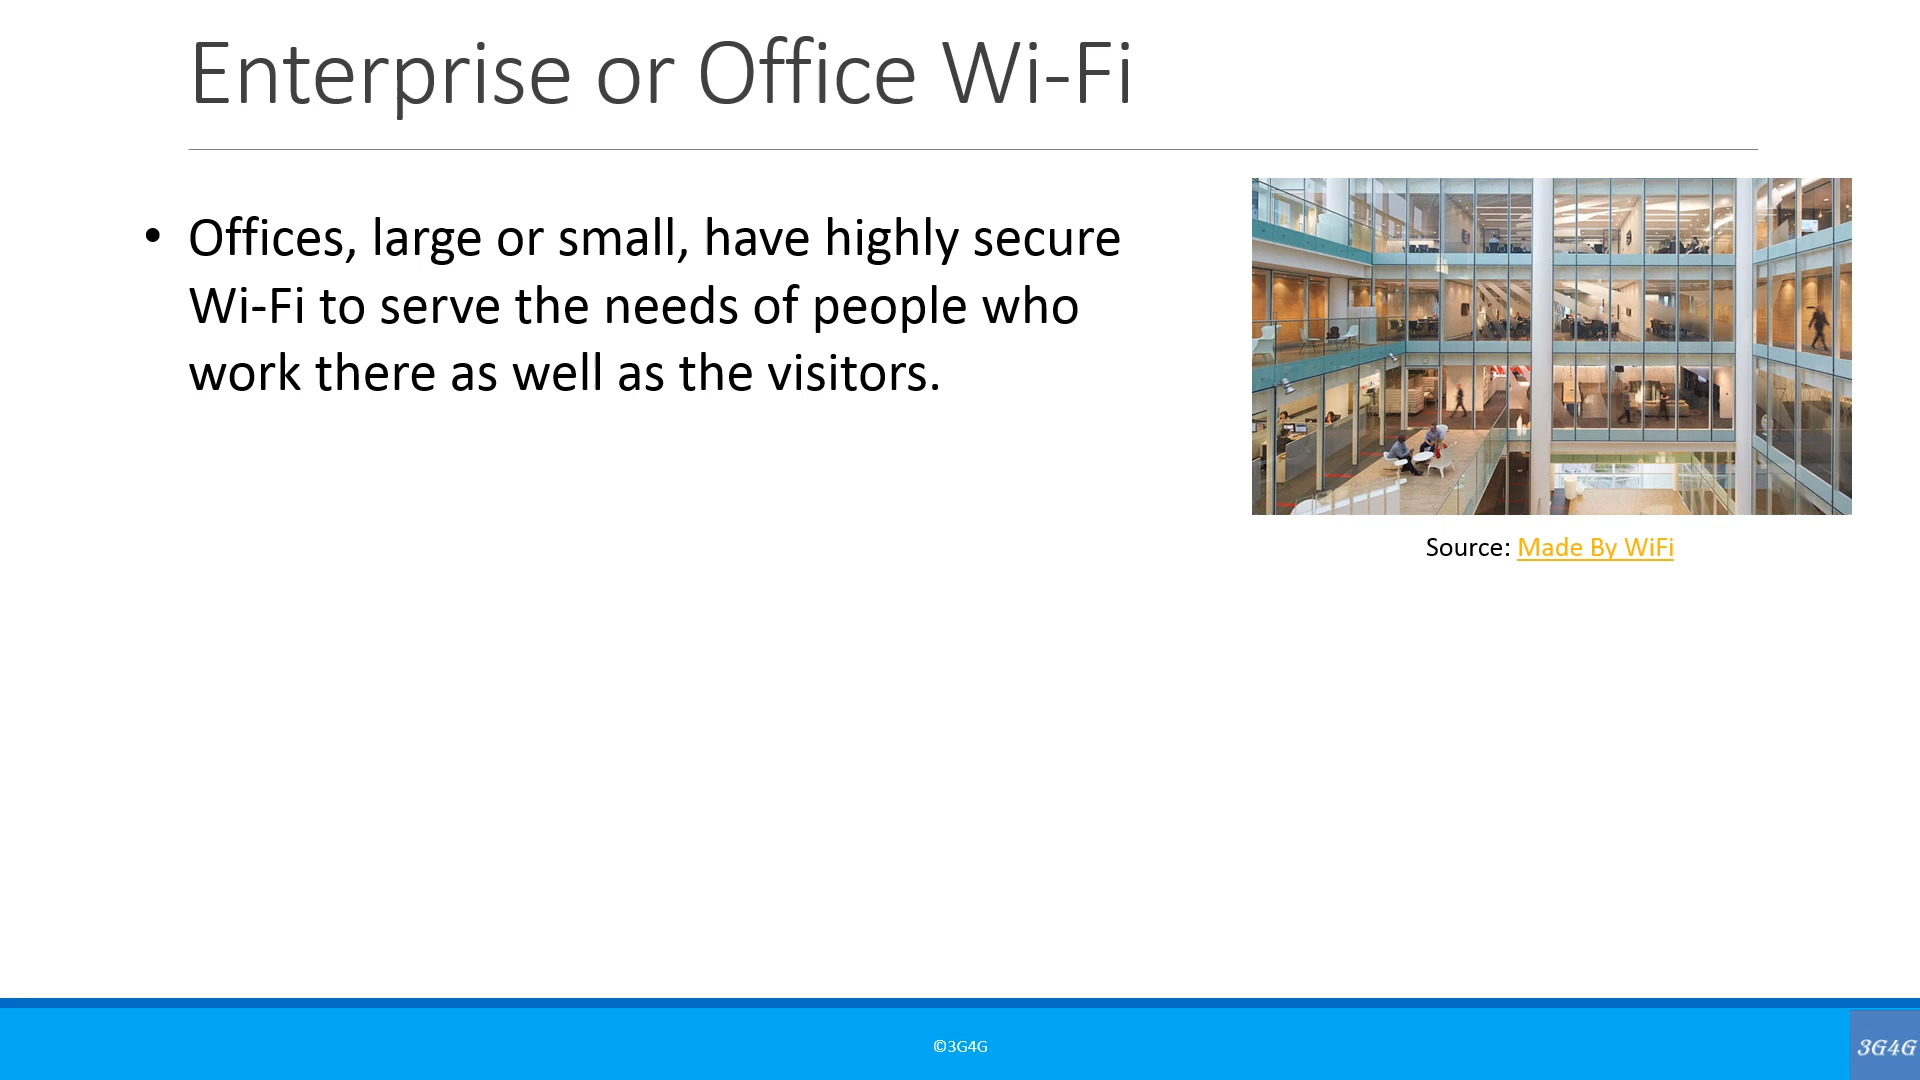 Enterprise or Office Wi-Fi
• Offices, large or small, have highly secure
Wi-Fi to serve the needs of people who
work there as well as the visitors.
Source: Made By WiFi
©3G4G
3G4G